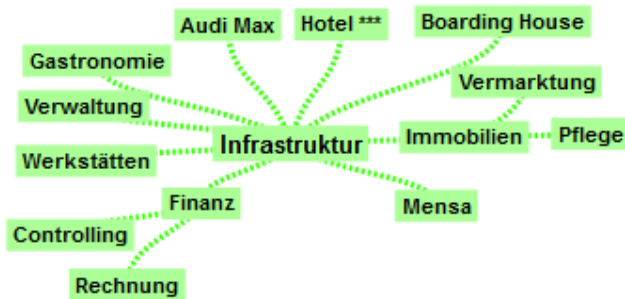 Audi Max
Hotel ***
Boarding House
Gastronomie
Vermarktung
Verwaltung
Infrastruktur
Immobilien
Pflege
Werkstätten
Finanz
Mensa
Controlling
Rechnung